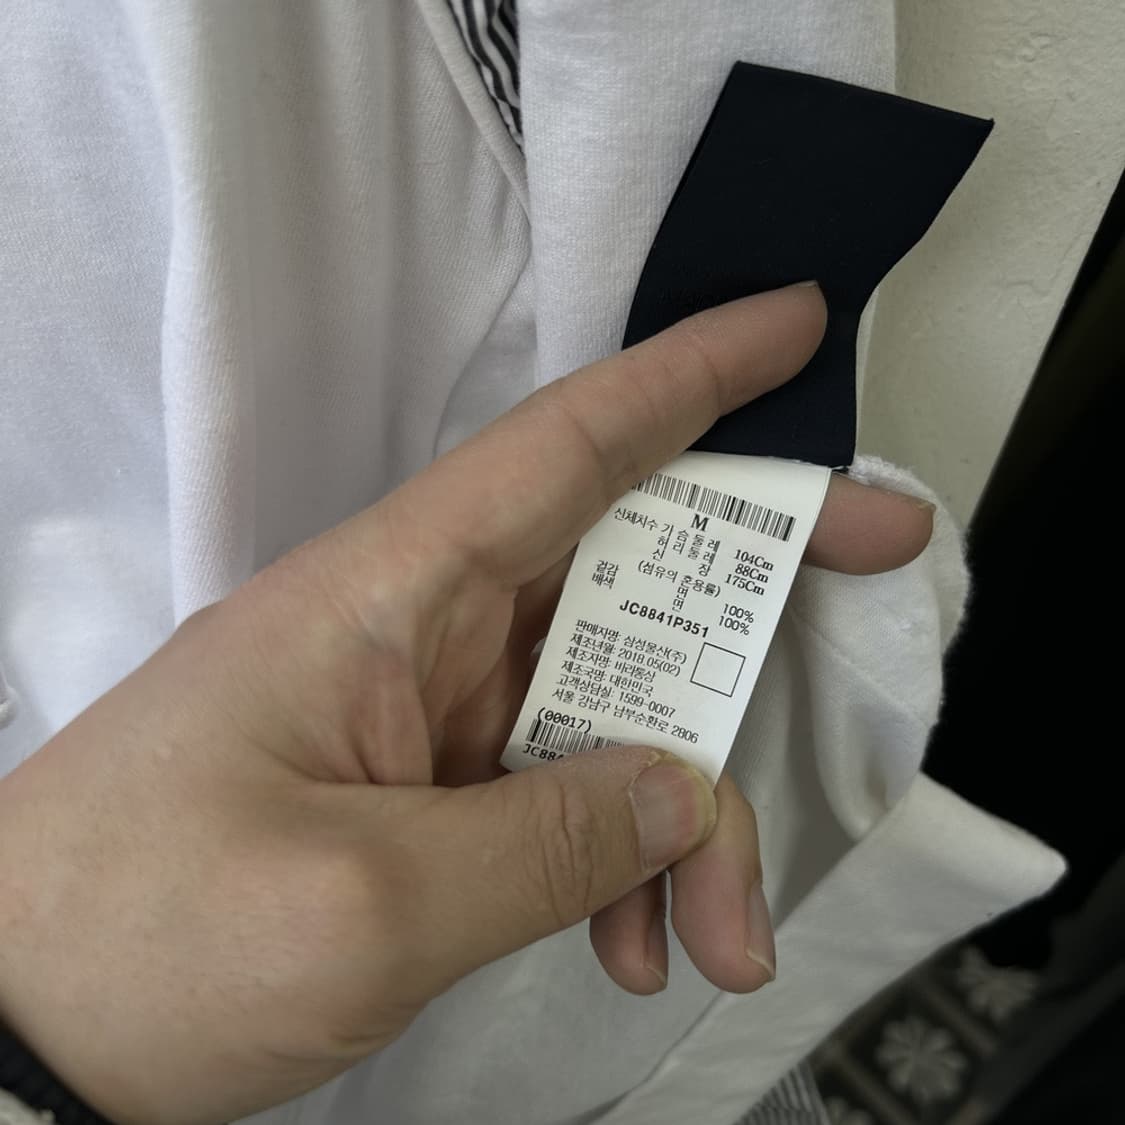 M
신체치수 가슴둘레 104Cm
허리둘레 88Cm
신 장 175Cm
(섬유의 혼용률)
겉감 면 100%
배색 면 100%
JC8841P351
판매자명: 삼성물산(주)
제조년월: 2018.05(02)
제조자명: 바라통상
제조국명: 대한민국
고객상담실: 1599-0007
서울 강남구 남부순환로 2806
(00017)
JC884